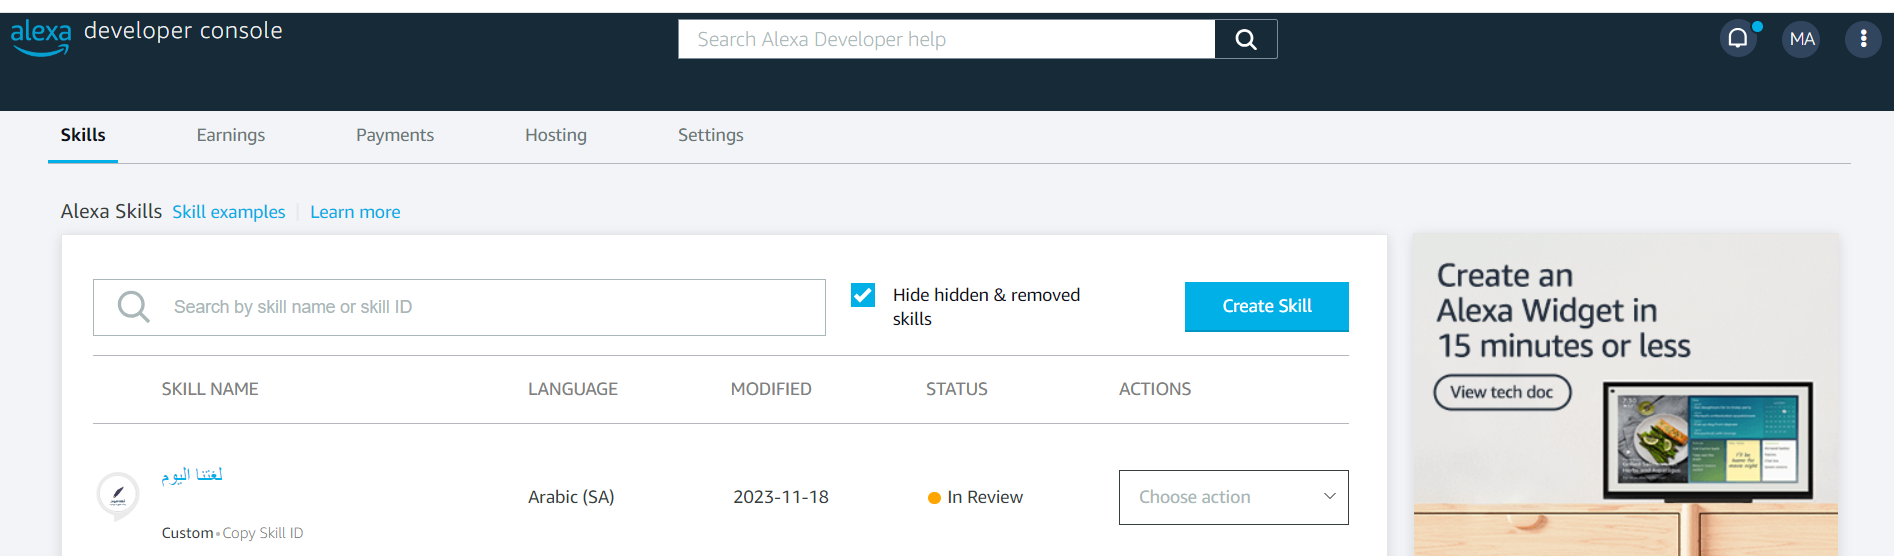 alexa developer console
Search Alexa Developer help
MA
Skills
Earnings
Payments
Hosting
Settings
Alexa Skills
Skill examples
Learn more
Search by skill name or skill ID
Hide hidden & removed
skills
Create Skill
SKILL NAME
LANGUAGE
MODIFIED
STATUS
ACTIONS
لغتنا اليوم
Arabic (SA)
2023-11-18
In Review
Choose action
Custom
Copy Skill ID
Create an
Alexa Widget in
15 minutes or less
View tech doc